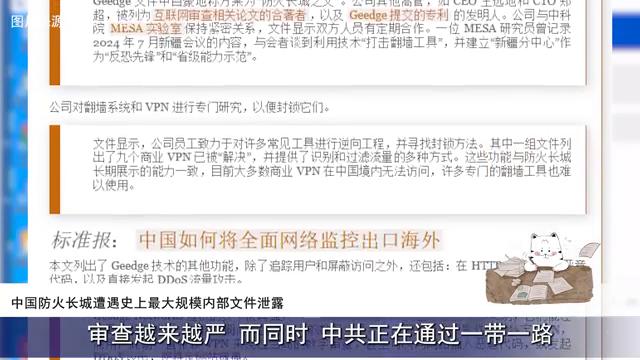 图 源
Geedge 文件中自豪地称方滨兴为“防火长城之父”。公司其他高管，如 CEO 王远地和 CTO 郑
超，被列为互联网审查相关论文的合著者，以及 Geedge 提交的专利 的发明人。公司与中科
院 MESA 实验室保持紧密关系，文件显示双方人员有定期合作。一位 MESA 研究员曾记录
2024 年 7 月新疆会议的内容，与会者谈到利用技术“打击翻墙工具”，并建立“新疆分中心”作
为“反恐先锋”和“省级能力示范”。
公司对翻墙系统和 VPN 进行专门研究，以便封锁它们。
文件显示，公司员工致力于对许多常见工具进行逆向工程，并寻找封锁方法。其中一组文件列
出了九个商业 VPN 已被“解决”，并提供了识别和过滤流量的多种方式。这些功能与防火长城
长期展示的能力一致，目前大多数商业 VPN 在中国境内无法访问，许多专门的翻墙工具也难
以使用。
标准报： 中国如何将全面网络监控出口海外
本文列出了 Geedge 技术的其他功能，除了追踪用户和屏蔽访问之外，还包括：在 HTTP
代码，以及直接发起 DDoS 流量攻击。
中国防火长城遭遇史上最大规模内部文件泄露
审查越来越严 而同时 中共正在通过一带一路